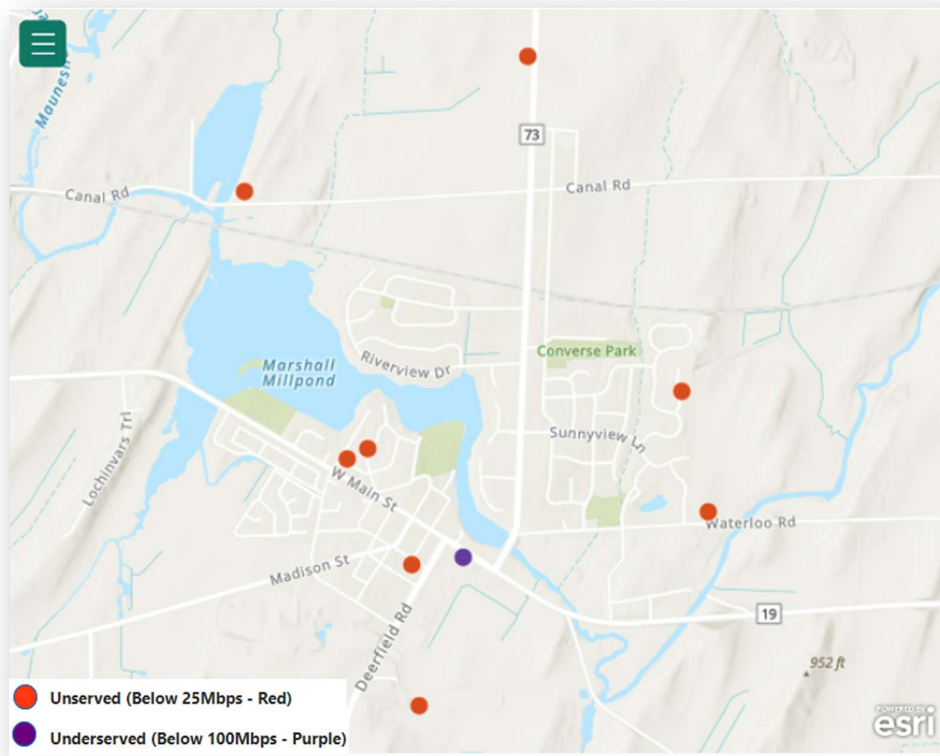 Maunesh
73
Canal Rd
Canal Rd
Converse Park
Marshall
Millpond
Riverview Dr
Sunnyview Ln
Lochinvars Trl
W Main St
Waterloo Rd
Madison St
19
Deerfield Rd
952 ft
Unserved (Below 25Mbps - Red)
Underserved (Below 100Mbps - Purple)
POWERED BY
esri